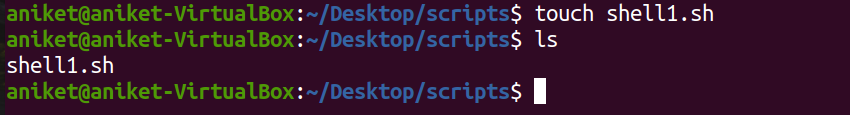 aniket@aniket-VirtualBox:~/Desktop/scripts$ touch shell1.sh
aniket@aniket-VirtualBox:~/Desktop/scripts$ ls
shell1.sh
aniket@aniket-VirtualBox:~/Desktop/scripts$